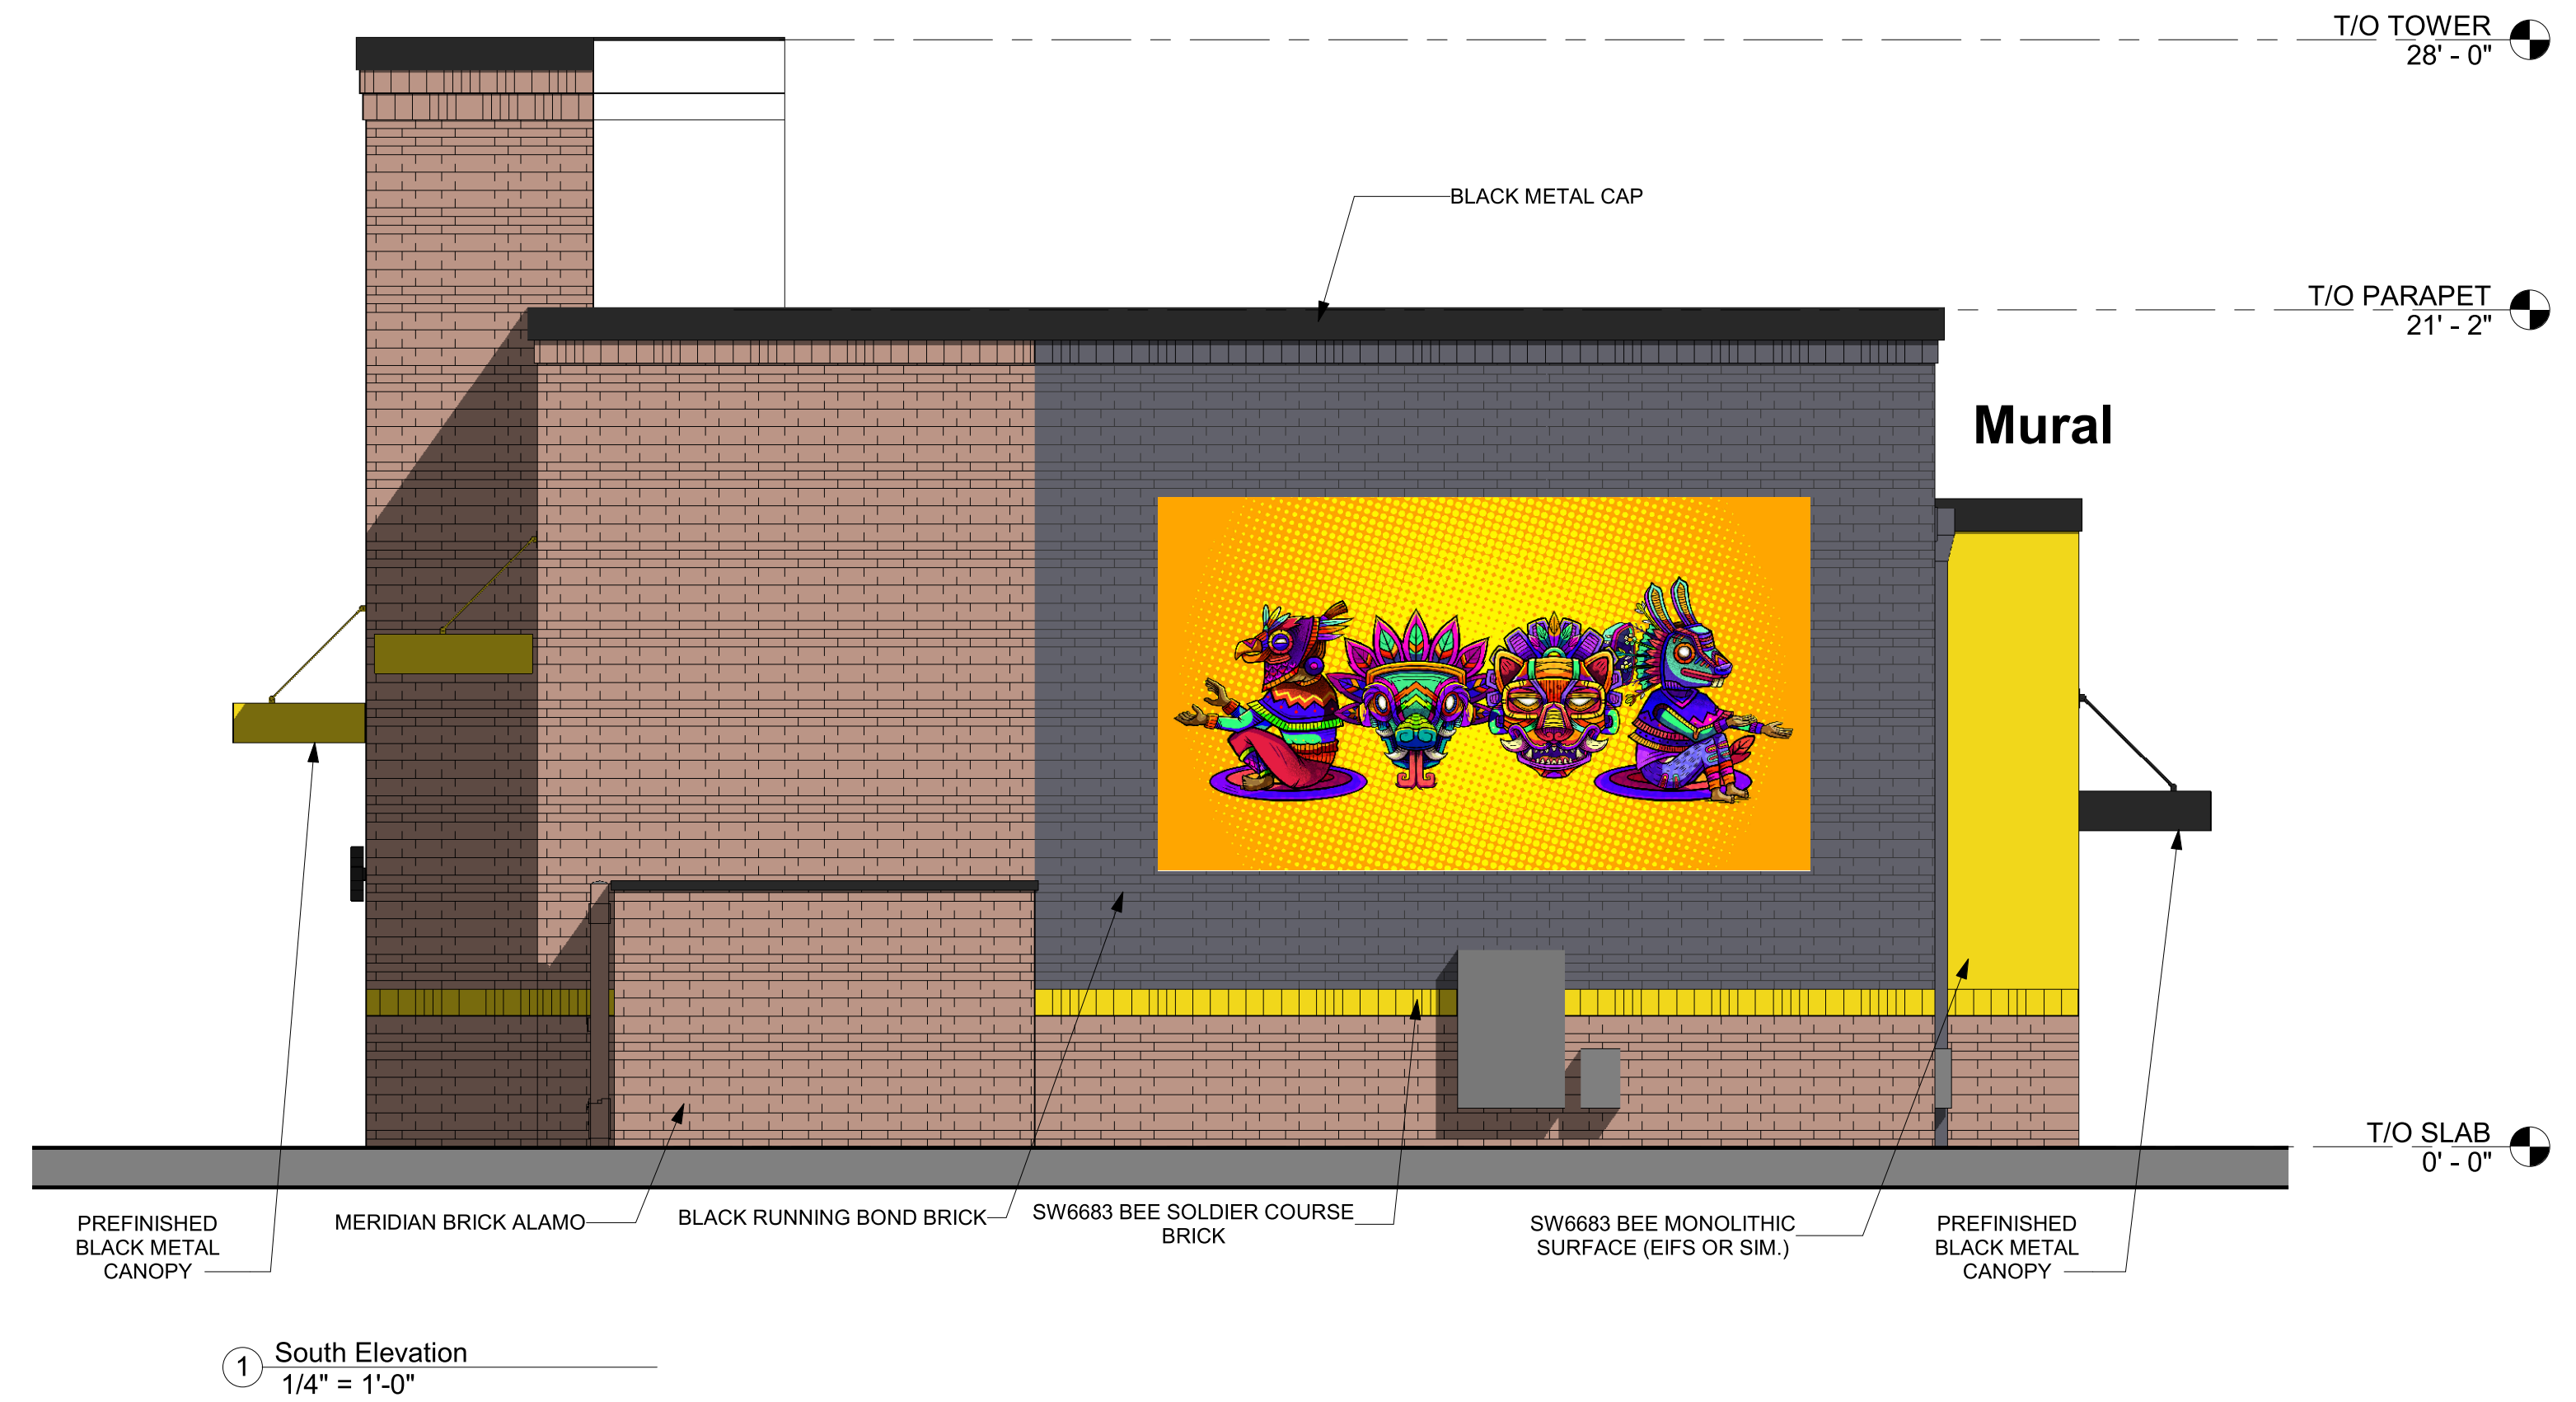 T/O TOWER
28' - 0"
BLACK METAL CAP
T/O PARAPET
21' - 2"
Mural
T/O SLAB
0' - 0"
PREFINISHED
BLACK METAL
CANOPY
MERIDIAN BRICK ALAMO
BLACK RUNNING BOND BRICK
SW6683 BEE SOLDIER COURSE
BRICK
SW6683 BEE MONOLITHIC
SURFACE (EIFS OR SIM.)
PREFINISHED
BLACK METAL
CANOPY
1
South Elevation
1/4" = 1'-0"